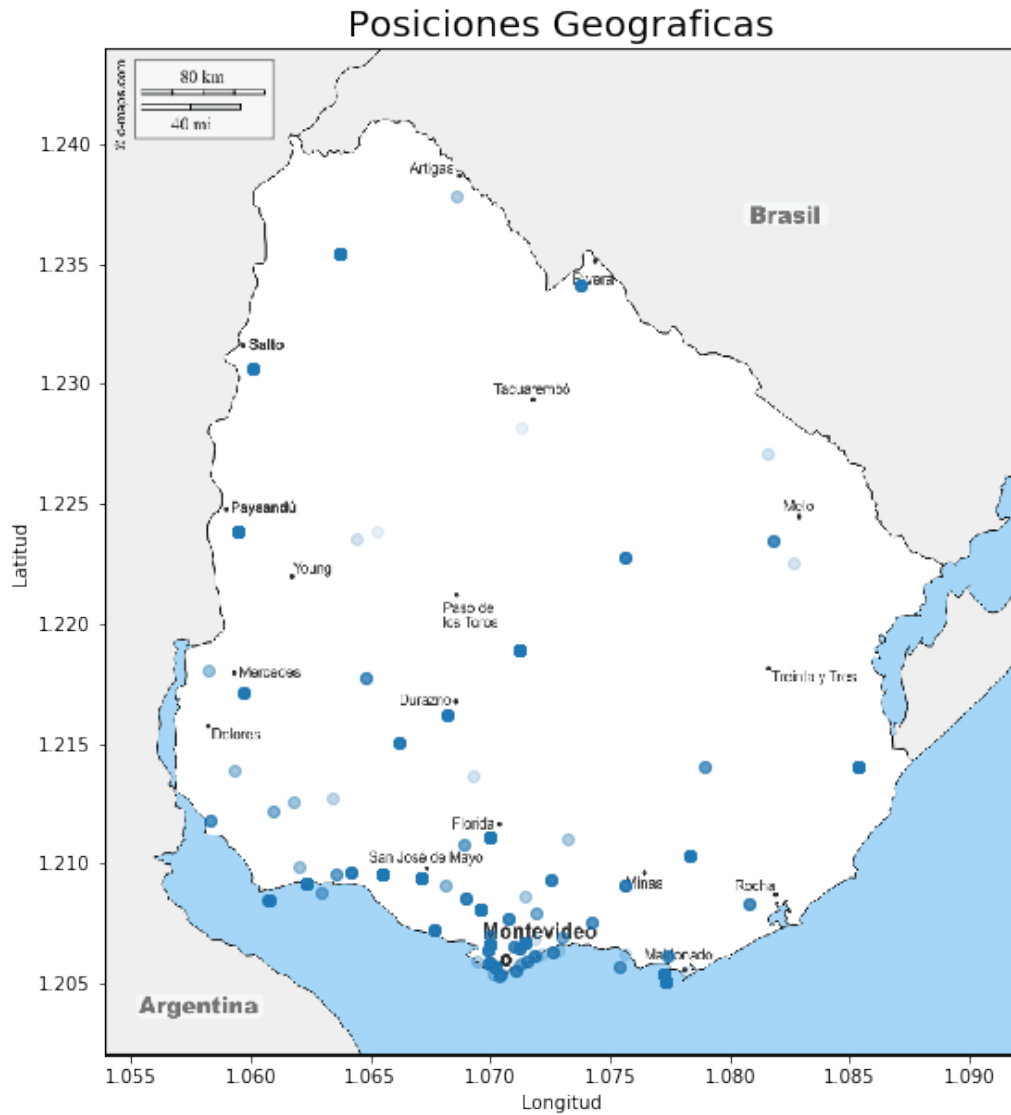 Posiciones Geograficas
80 km
40 mi
d-maps.com
Artigas
Brasil
Rivera
Salto
Tacuarembó
Paysandú
Melo
Young
Paso de
los Toros
Mercedes
Treinta y Tres
Durazno
Dolores
Florida
San José de Mayo
Minas
Rocha
Montevideo
Maldonado
Argentina
1.240
1.235
1.230
1.225
1.220
1.215
1.210
1.205
Latitud
1.055 1.060 1.065 1.070 1.075 1.080 1.085 1.090
Longitud